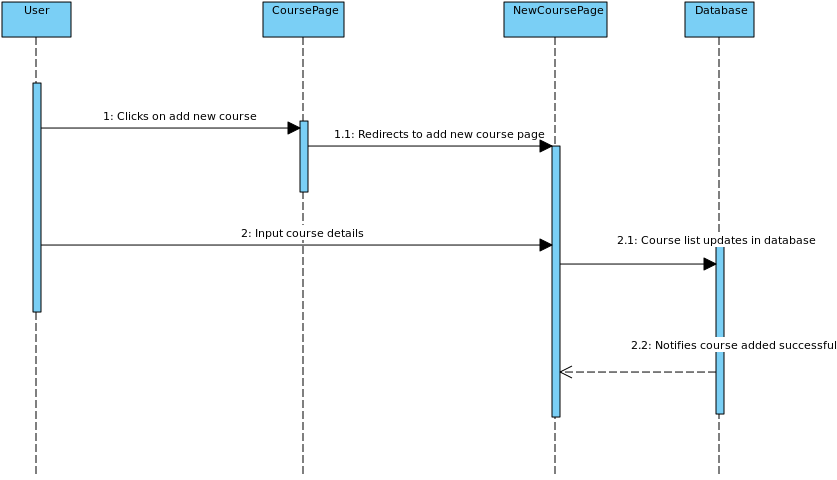 User
CoursePage
NewCoursePage
Database
1: Clicks on add new course
1.1: Redirects to add new course page
2: Input course details
2.1: Course list updates in database
2.2: Notifies course added successful